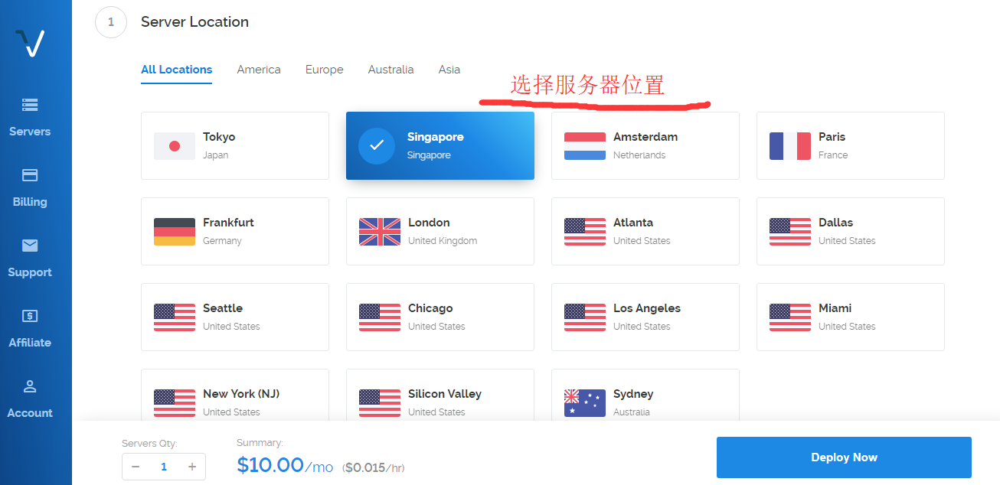 1 Server Location
All Locations America Europe Australia Asia
选择服务器位置
Servers
Billing
Support
Affiliate
Account
Tokyo
Japan
Singapore
Singapore
Amsterdam
Netherlands
Paris
France
Frankfurt
Germany
London
United Kingdom
Atlanta
United States
Dallas
United States
Seattle
United States
Chicago
United States
Los Angeles
United States
Miami
United States
New York (NJ)
United States
Silicon Valley
United States
Sydney
Australia
Servers Qty:
− 1 +
Summary:
$10.00/mo ($0.015/hr)
Deploy Now